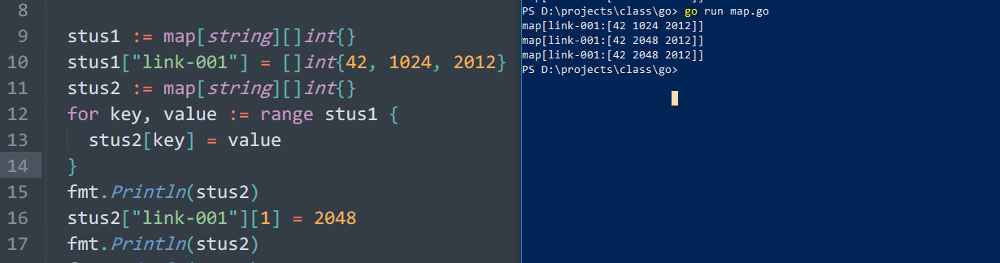 8
9 stus1 := map[string][]int{}
10 stus1["link-001"] = []int{42, 1024, 2012}
11 stus2 := map[string][]int{}
12 for key, value := range stus1 {
13 stus2[key] = value
14 }
15 fmt.Println(stus2)
16 stus2["link-001"][1] = 2048
17 fmt.Println(stus2)
PS D:\projects\class\go> go run map.go
map[link-001:[42 1024 2012]]
map[link-001:[42 2048 2012]]
map[link-001:[42 2048 2012]]
PS D:\projects\class\go>